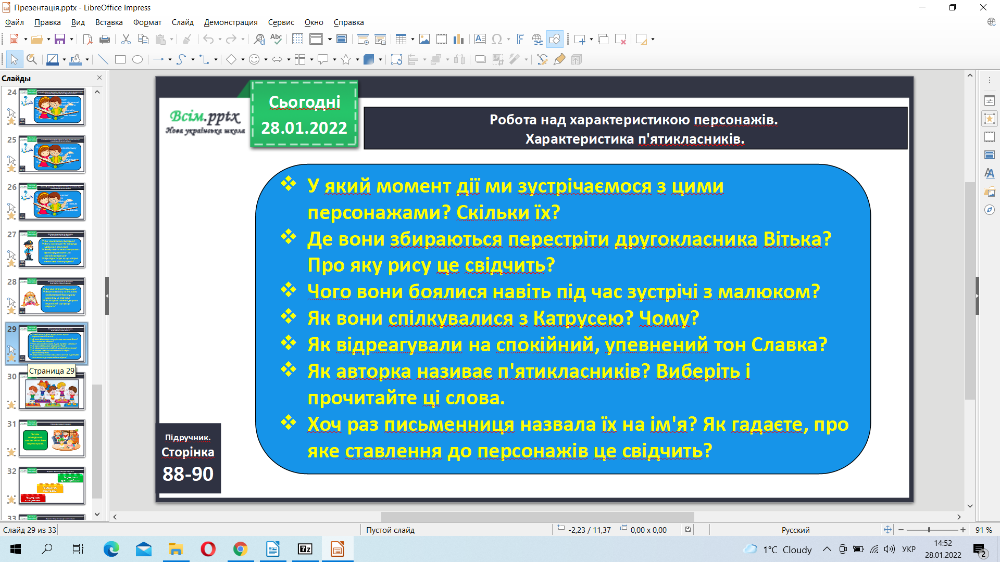 Презентація.pptx - LibreOffice Impress
Файл Правка Вид Вставка Формат Слайд Демонстрация Сервис Окно Справка
Слайды
24
25
26
27
28
29
Страница 29
30
31
32
33
Всім.pptx
Нова українська школа
Сьогодні
28.01.2022
Робота над характеристикою персонажів.
Характеристика п'ятикласників.
❖ У який момент дії ми зустрічаємося з цими
персонажами? Скільки їх?
❖ Де вони збираються перестріти другокласника Вітька?
Про яку рису це свідчить?
❖ Чого вони боялися навіть під час зустрічі з малюком?
❖ Як вони спілкувалися з Катрусею? Чому?
❖ Як відреагували на спокійний, упевнений тон Славка?
❖ Як авторка називає п'ятикласників? Виберіть і
прочитайте ці слова.
❖ Хоч раз письменниця назвала їх на ім'я? Як гадаєте, про
яке ставлення до персонажів це свідчить?
Підручник.
Сторінка
88-90
Слайд 29 из 33
Пустой слайд
-2,23 / 11,37
0,00 x 0,00
Русский
91 %
1°C Cloudy
УКР
14:52
28.01.2022
2